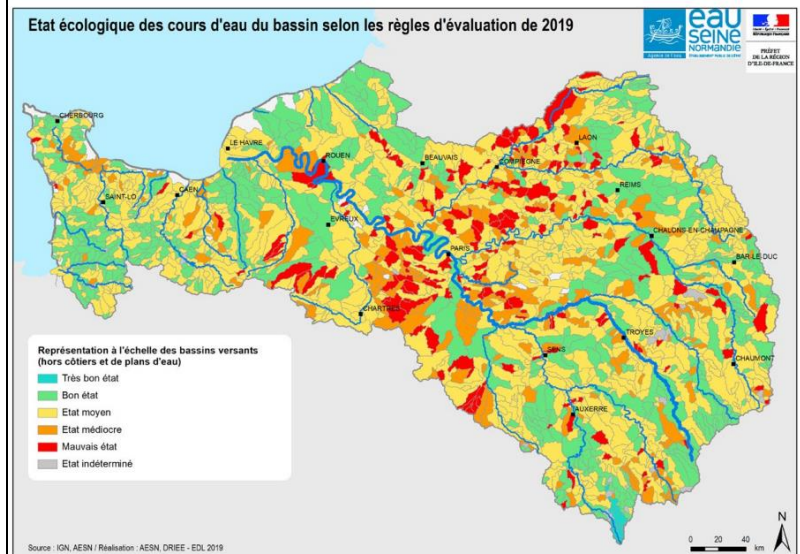 Etat écologique des cours d'eau du bassin selon les règles d'évaluation de 2019
eau
SEINE
NORMANDIE
PRÉFET
DE LA RÉGION
D'ILE-DE-FRANCE
CHERBOURG
LE HAVRE
ROUEN
BEAUVAIS
COMPIEGNE
LAON
SAINT-LO
CAEN
REIMS
EVREUX
CHALONS-EN-CHAMPAGNE
PARIS
BAR-LE-DUC
CHARTRES
TROYES
SENS
CHAUMONT
AUXERRE
Représentation à l'échelle des bassins versants
(hors côtiers et de plans d'eau)
Très bon état
Bon état
Etat moyen
Etat médiocre
Mauvais état
Etat indéterminé
N
0 20 40
km
Source : IGN, AESN / Réalisation : AESN, DRIEE - EDL 2019